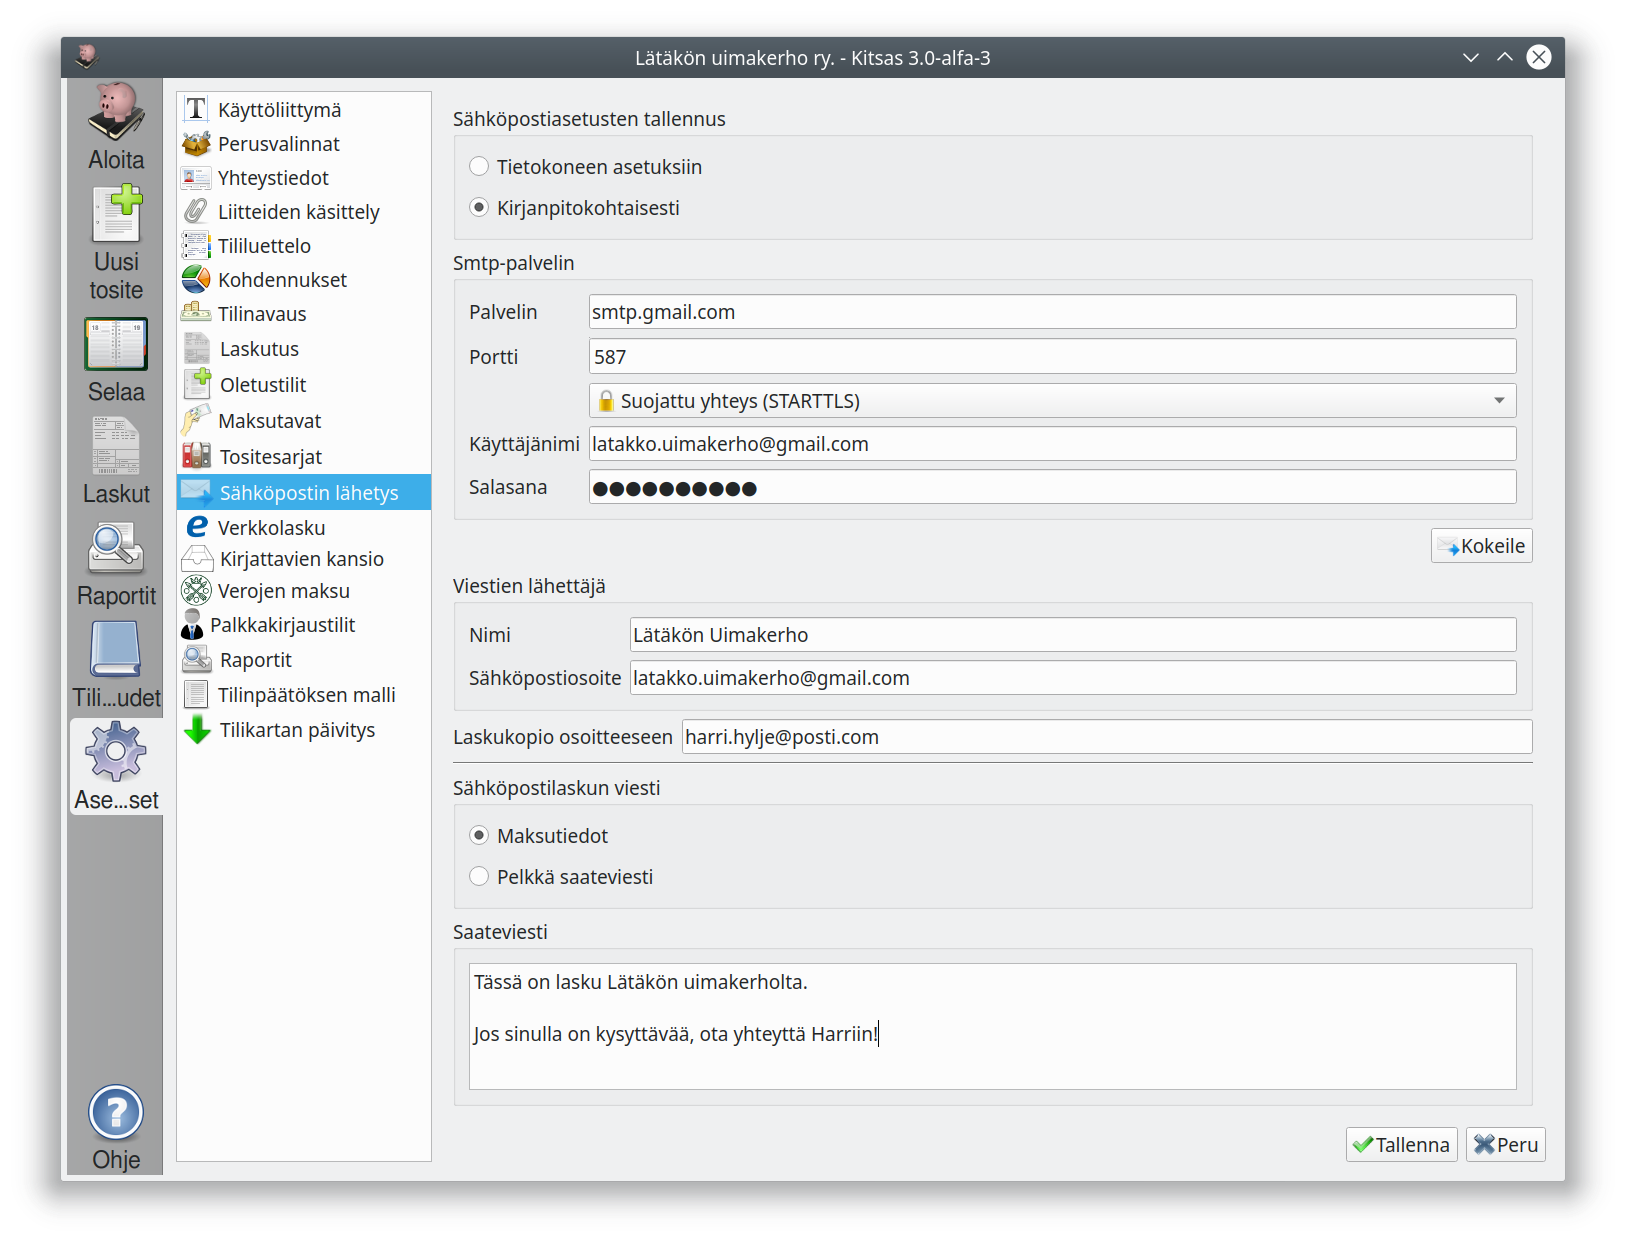 Lätäkön uimakerho ry. - Kitsas 3.0-alfa-3
Aloita
Uusi
tosite
Selaa
Laskut
Raportit
Tili...udet
Ase...set
Ohje
Käyttöliittymä
Perusvalinnat
Yhteystiedot
Liitteiden käsittely
Tililuettelo
Kohdennukset
Tilinavaus
Laskutus
Oletustilit
Maksutavat
Tositesarjat
Sähköpostin lähetys
Verkkolasku
Kirjattavien kansio
Verojen maksu
Palkkakirjaustilit
Raportit
Tilinpäätöksen malli
Tilikartan päivitys
Sähköpostiasetusten tallennus
Tietokoneen asetuksiin
Kirjanpitokohtaisesti
Smtp-palvelin
Palvelin smtp.gmail.com
Portti 587
Suojattu yhteys (STARTTLS)
Käyttäjänimi latakko.uimakerho@gmail.com
Salasana ●●●●●●●●●●
Kokeile
Viestien lähettäjä
Nimi Lätäkön Uimakerho
Sähköpostiosoite latakko.uimakerho@gmail.com
Laskukopio osoitteeseen harri.hylje@posti.com
Sähköpostilaskun viesti
Maksutiedot
Pelkkä saateviesti
Saateviesti
Tässä on lasku Lätäkön uimakerholta.
Jos sinulla on kysyttävää, ota yhteyttä Harriin!
Tallenna
Peru